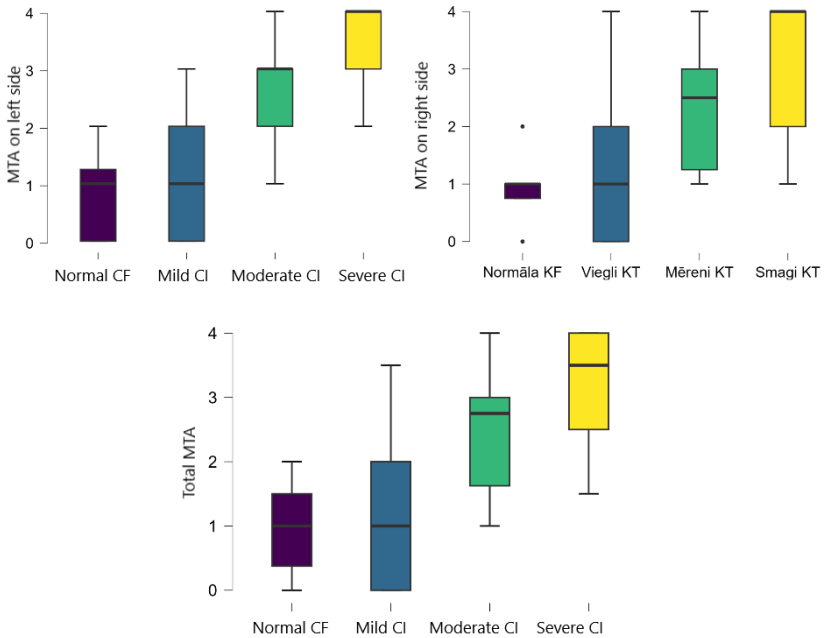 MTA on left side
4
3
2
1
0
Normal CF
Mild CI
Moderate CI
Severe CI
MTA on right side
4
3
2
1
0
Normāla KF
Viegli KT
Mēreni KT
Smagi KT
Total MTA
4
3
2
1
0
Normal CF
Mild CI
Moderate CI
Severe CI